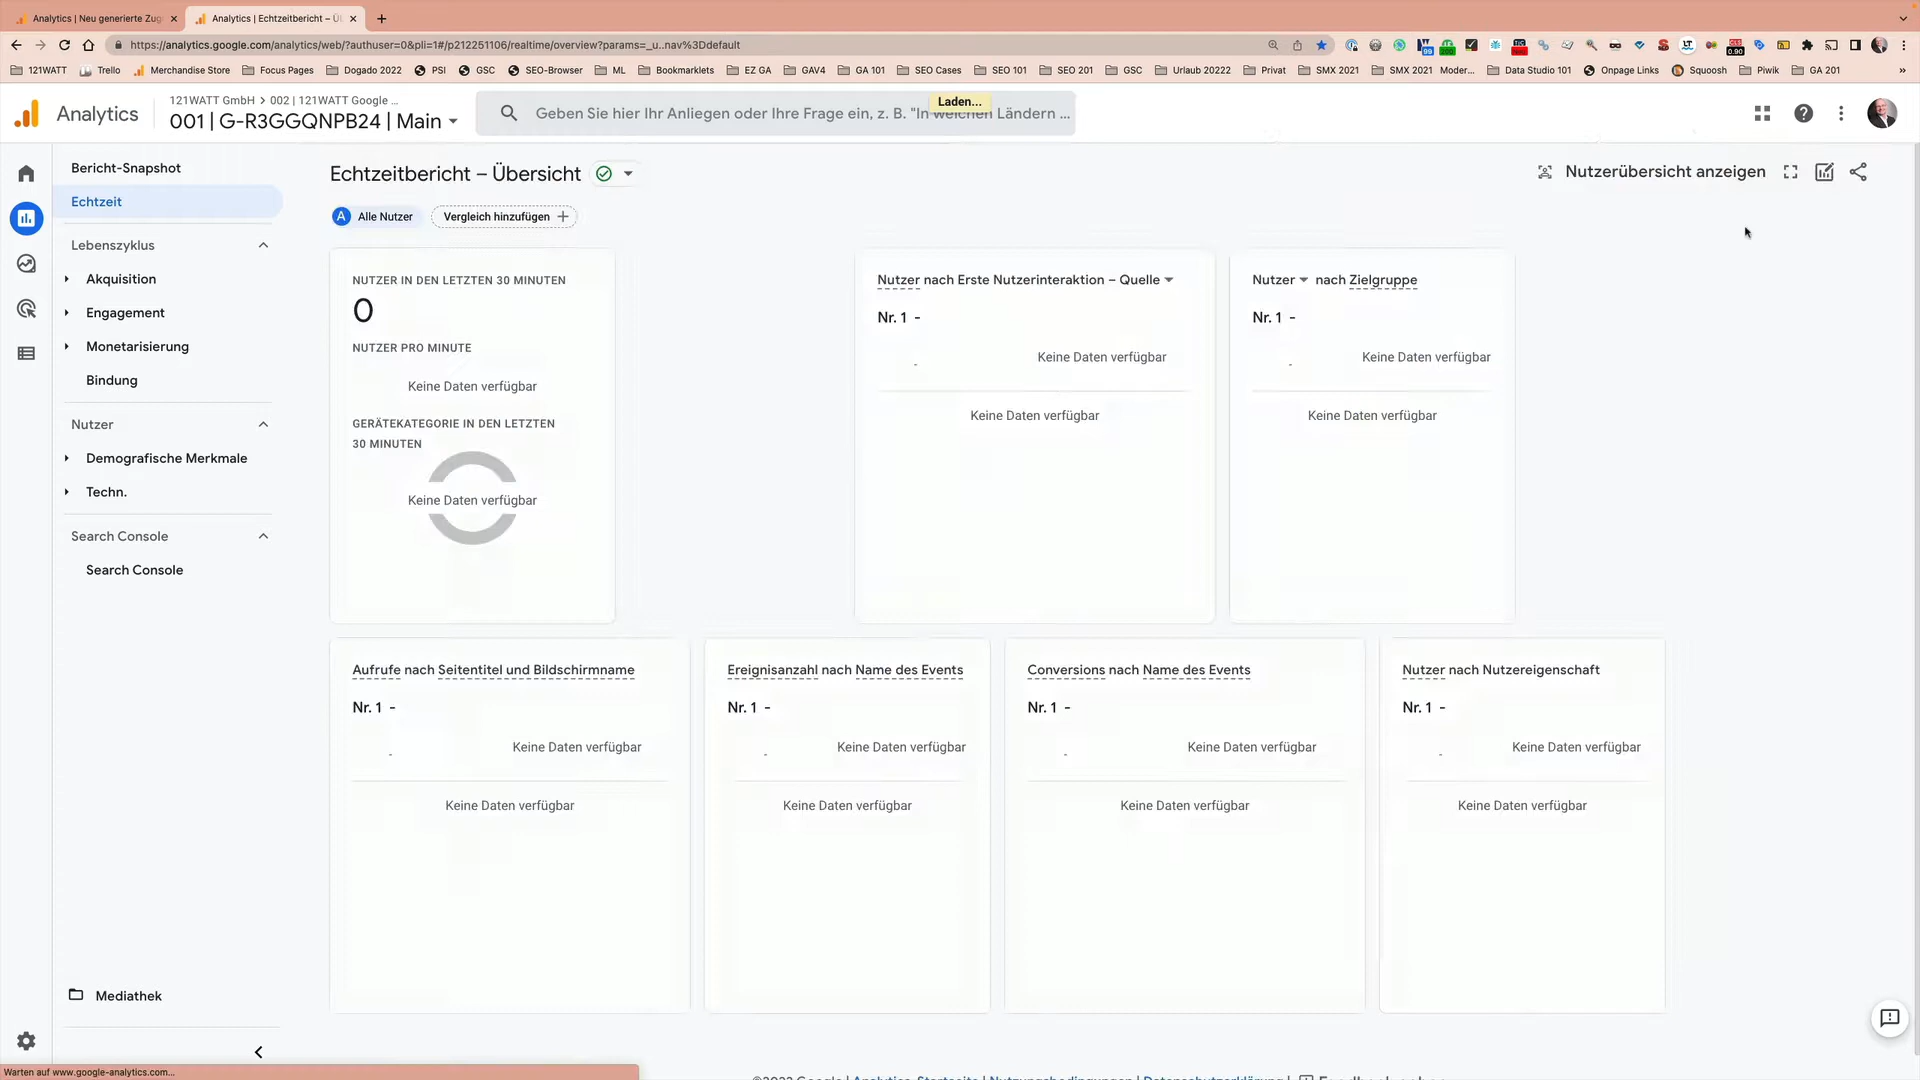 Analytics | Neu generierte Zug
Analytics | Echtzeitbericht – Ü
https://analytics.google.com/analytics/web/?authuser=0&pli=1#/p212251106/realtime/overview?params=_u..nav%3Ddefault
121WATT Trello Merchandise Store Focus Pages Dogado 2022 PSI GSC SEO-Browser ML Bookmarklets EZ GA GAV4 GA 101 SEO Cases SEO 101 SEO 201 GSC Urlaub 20222 Privat SMX 2021 SMX 2021 Moder... Data Studio 101 Onpage Links Squoosh Piwik GA 201 »
Analytics
121WATT GmbH > 002 | 121WATT Google ...
001 | G-R3GGQNPB24 | Main
Geben Sie hier Ihr Anliegen oder Ihre Frage ein, z. B. "In welchen Ländern ...
Laden...
Bericht-Snapshot
Echtzeit
Lebenszyklus
Akquisition
Engagement
Monetarisierung
Bindung
Nutzer
Demografische Merkmale
Techn.
Search Console
Search Console
Mediathek
Echtzeitbericht – Übersicht
Nutzerübersicht anzeigen
A Alle Nutzer
Vergleich hinzufügen +
NUTZER IN DEN LETZTEN 30 MINUTEN
0
NUTZER PRO MINUTE
Keine Daten verfügbar
GERÄTEKATEGORIE IN DEN LETZTEN
30 MINUTEN
Keine Daten verfügbar
Nutzer nach Erste Nutzerinteraktion – Quelle
Nr. 1 -
- Keine Daten verfügbar
Keine Daten verfügbar
Nutzer nach Zielgruppe
Nr. 1 -
- Keine Daten verfügbar
Keine Daten verfügbar
Aufrufe nach Seitentitel und Bildschirmname
Nr. 1 -
- Keine Daten verfügbar
Keine Daten verfügbar
Ereignisanzahl nach Name des Events
Nr. 1 -
- Keine Daten verfügbar
Keine Daten verfügbar
Conversions nach Name des Events
Nr. 1 -
- Keine Daten verfügbar
Keine Daten verfügbar
Nutzer nach Nutzereigenschaft
Nr. 1 -
- Keine Daten verfügbar
Keine Daten verfügbar
Warten auf www.google-analytics.com...